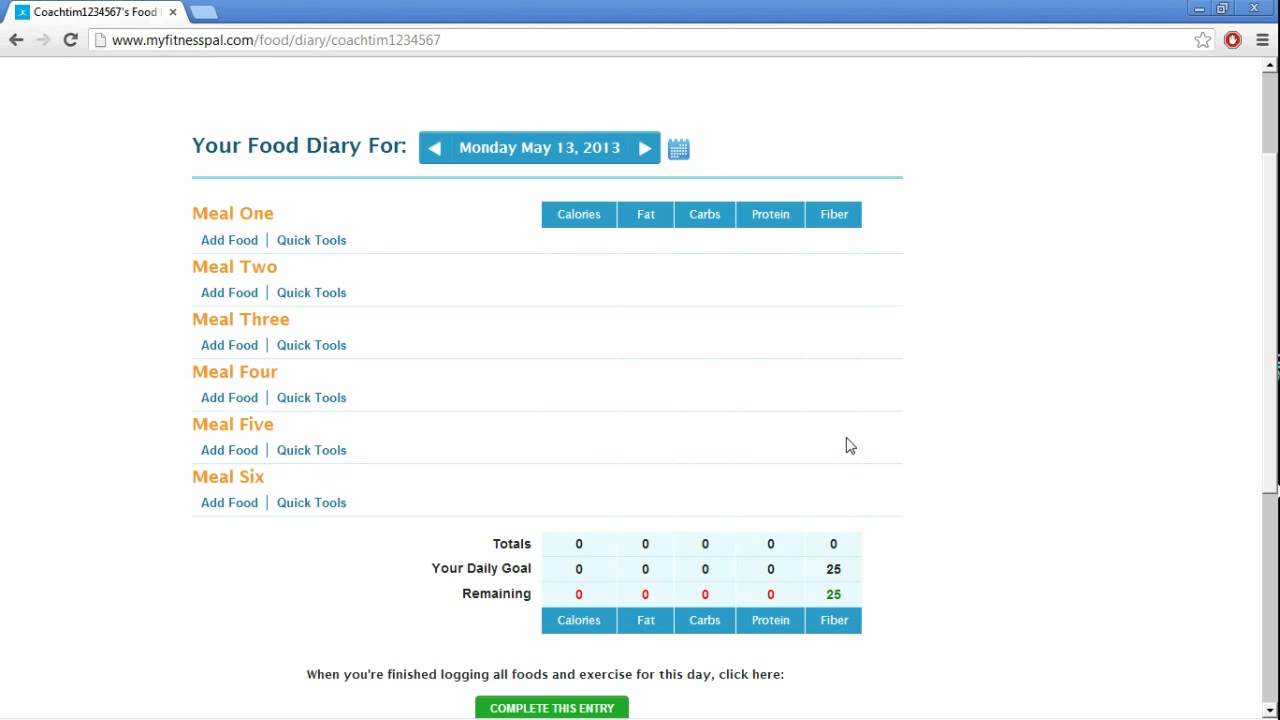 Coachtim1234567's Food
www.myfitnesspal.com/food/diary/coachtim1234567
Your Food Diary For: Monday May 13, 2013
Meal One Calories Fat Carbs Protein Fiber
Add Food | Quick Tools
Meal Two
Add Food | Quick Tools
Meal Three
Add Food | Quick Tools
Meal Four
Add Food | Quick Tools
Meal Five
Add Food | Quick Tools
Meal Six
Add Food | Quick Tools
Totals 0 0 0 0 0
Your Daily Goal 0 0 0 0 25
Remaining 0 0 0 0 25
Calories Fat Carbs Protein Fiber
When you're finished logging all foods and exercise for this day, click here:
COMPLETE THIS ENTRY